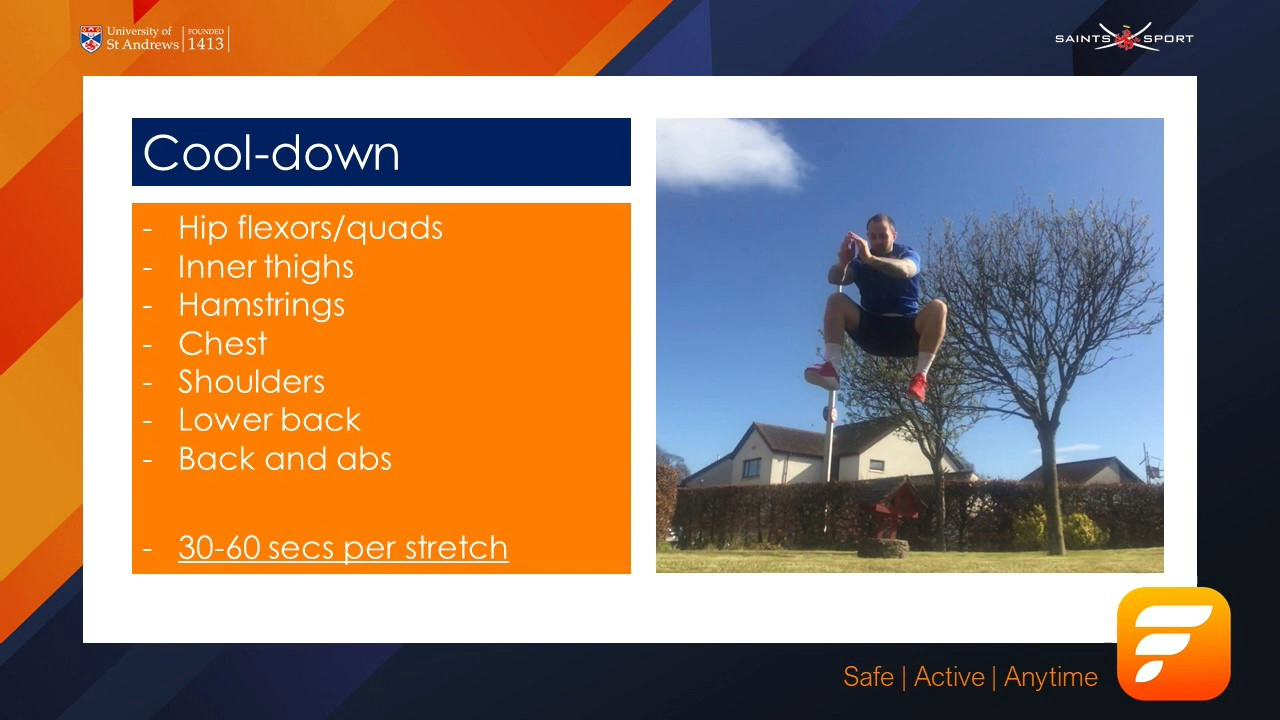 University of
St Andrews
FOUNDED
1413
SAINTS SPORT
Cool-down
- Hip flexors/quads
- Inner thighs
- Hamstrings
- Chest
- Shoulders
- Lower back
- Back and abs
- 30-60 secs per stretch
Safe | Active | Anytime